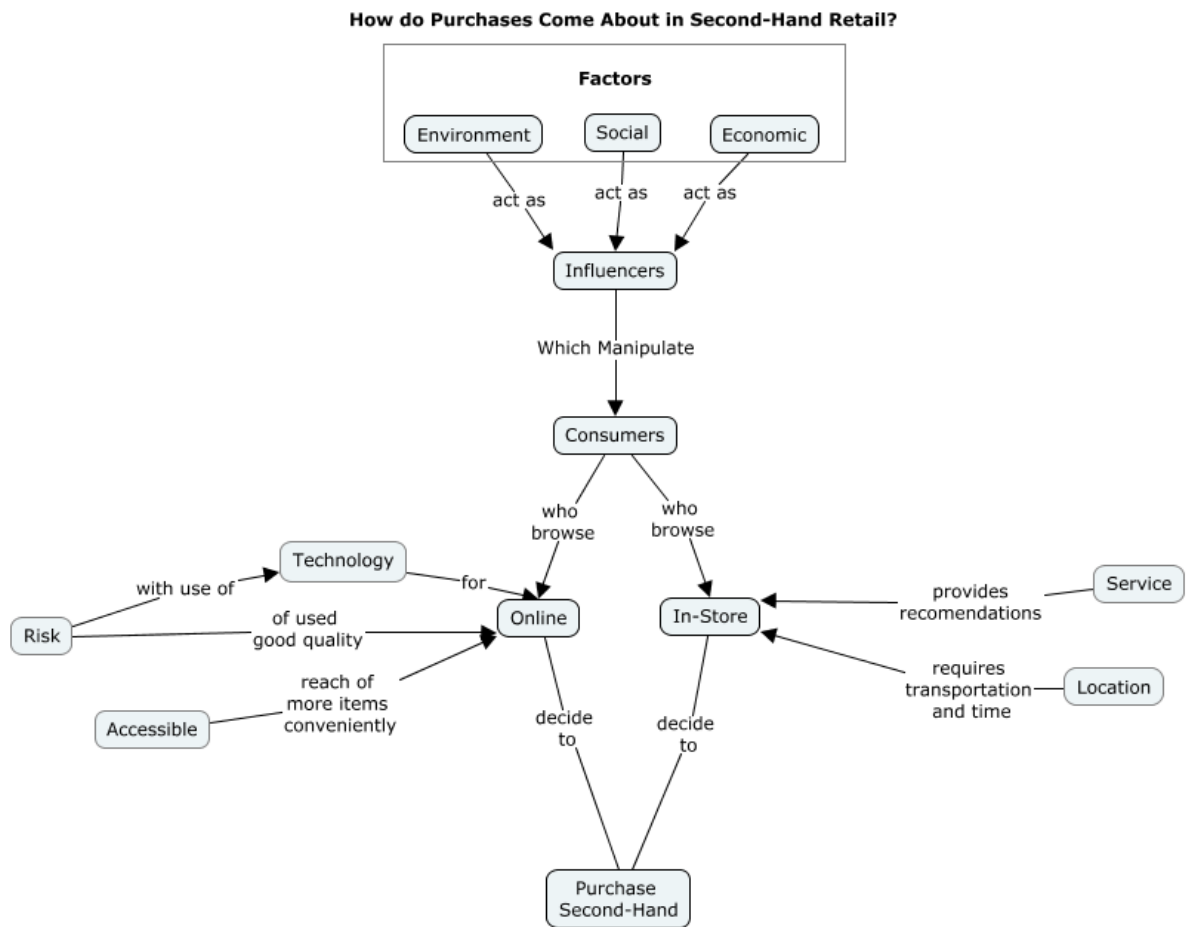 How do Purchases Come About in Second-Hand Retail?
Factors
Environment
Social
Economic
act as
act as
act as
Influencers
Which Manipulate
Consumers
who
browse
who
browse
Technology
with use of
for
Risk
of used
good quality
Online
In-Store
provides
recomendations
Service
Accessible
reach of
more items
conveniently
requires
transportation
and time
Location
decide
to
decide
to
Purchase
Second-Hand